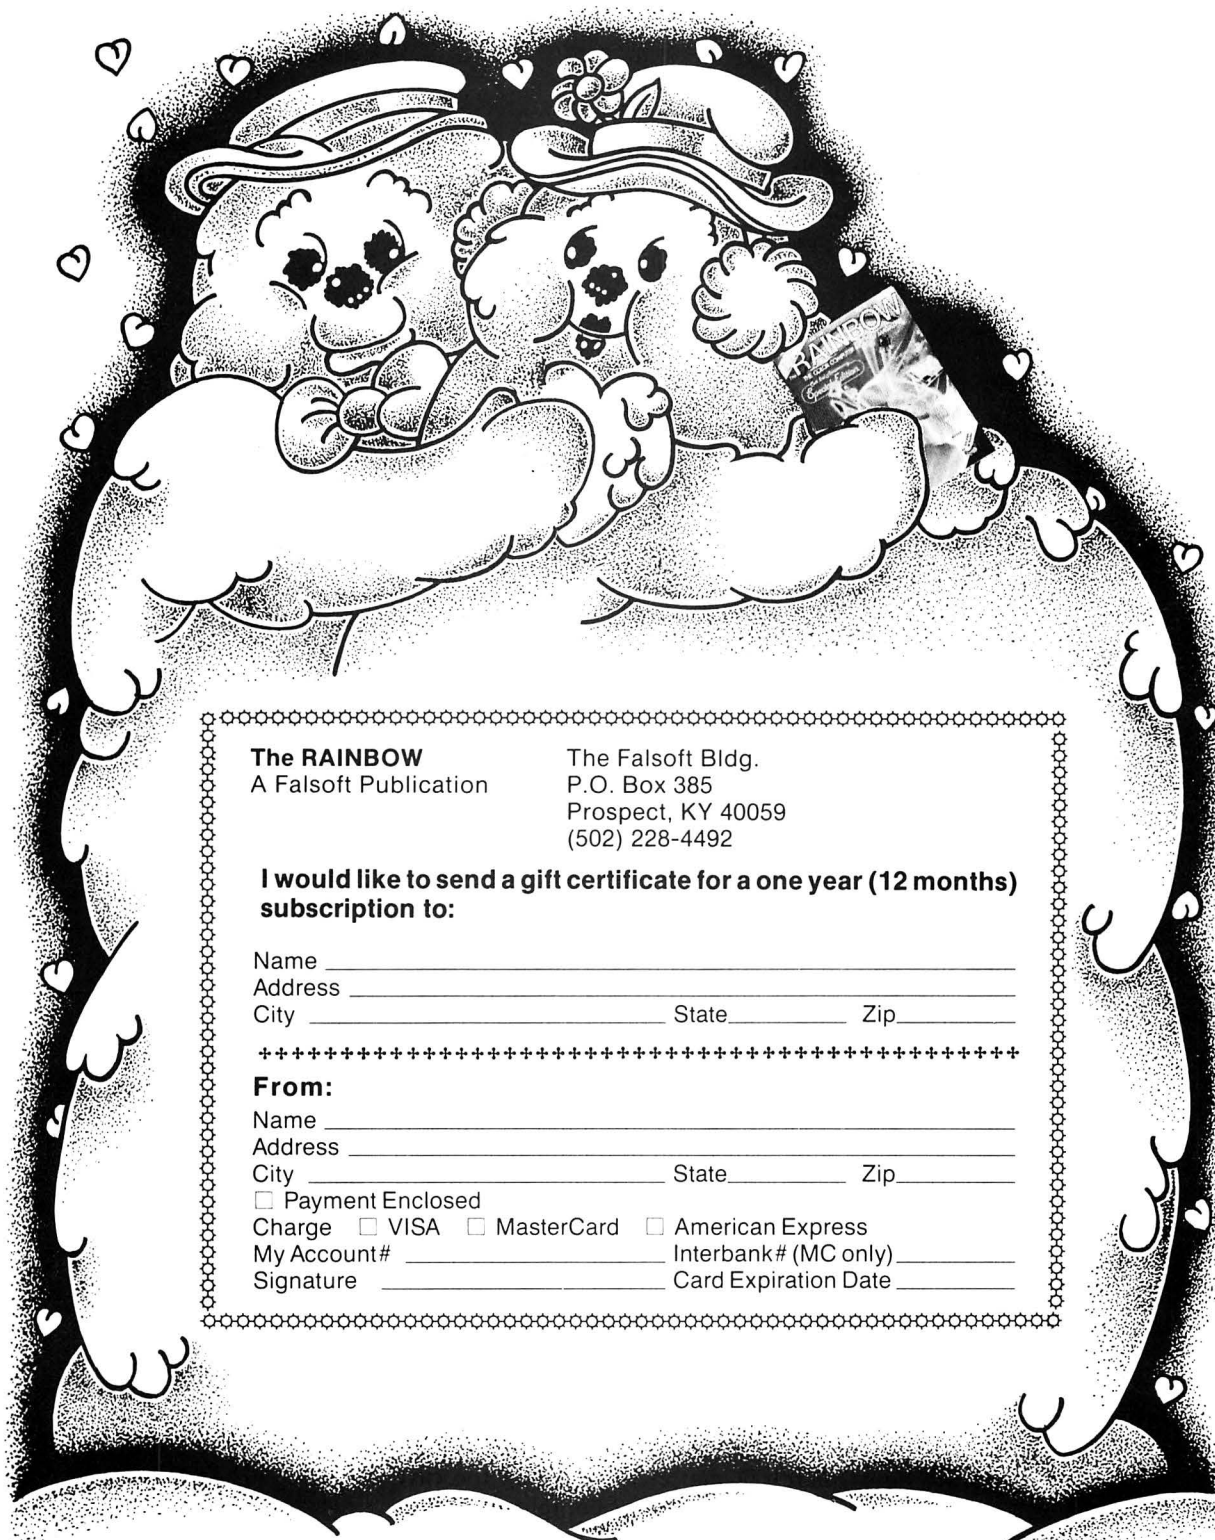 RAINBOW
The RAINBOW
A Falsoft Publication
The Falsoft Bldg.
P.O. Box 385
Prospect, KY 40059
(502) 228-4492
I would like to send a gift certificate for a one year (12 months)
subscription to:
Name
Address
City State Zip
From:
Name
Address
City State Zip
Payment Enclosed
Charge VISA MasterCard American Express
My Account# Interbank# (MC only)
Signature Card Expiration Date